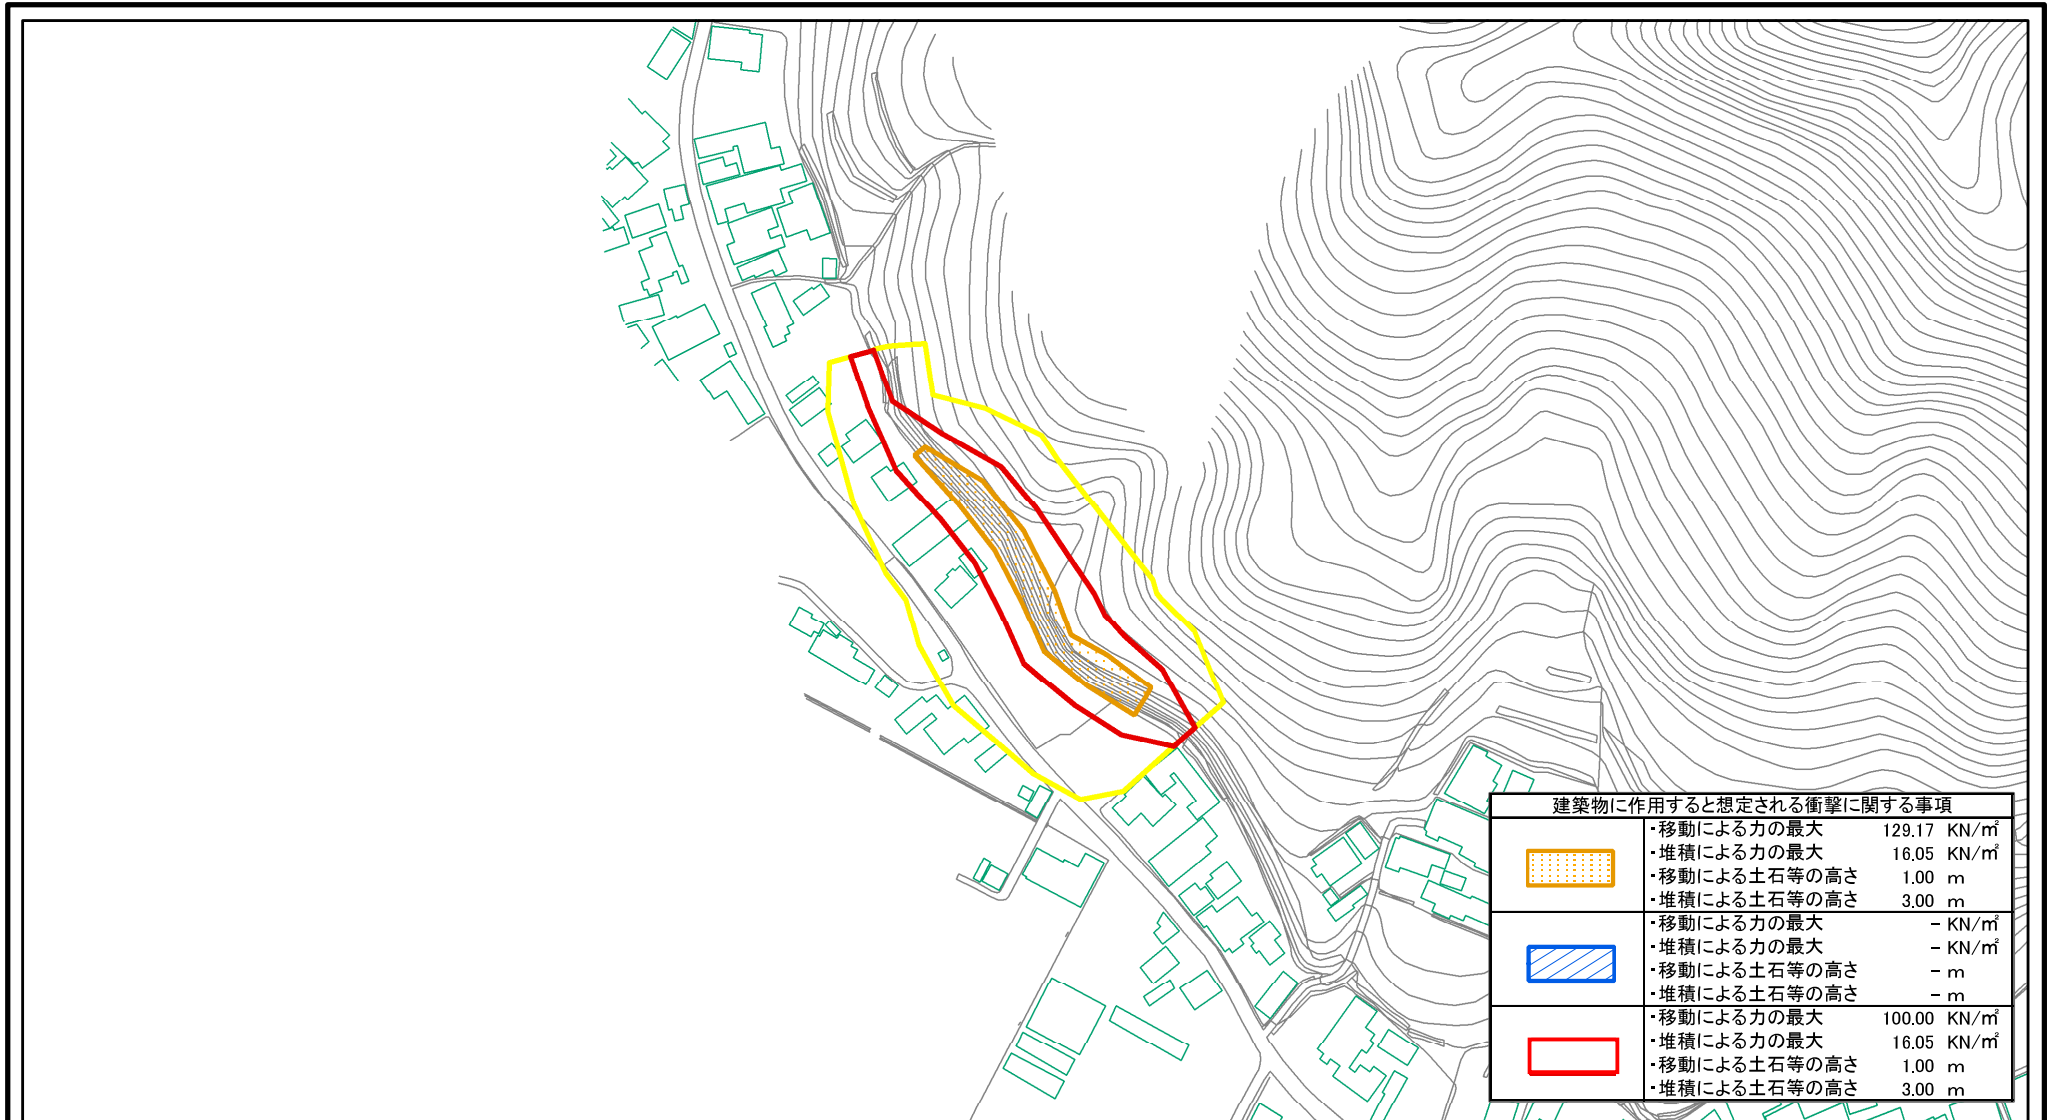 建築物に作用すると想定される衝撃に関する事項
・移動による力の最大 129.17 KN/㎡
・堆積による力の最大 16.05 KN/㎡
・移動による土石等の高さ 1.00 m
・堆積による土石等の高さ 3.00 m
・移動による力の最大 - KN/㎡
・堆積による力の最大 - KN/㎡
・移動による土石等の高さ - m
・堆積による土石等の高さ - m
・移動による力の最大 100.00 KN/㎡
・堆積による力の最大 16.05 KN/㎡
・移動による土石等の高さ 1.00 m
・堆積による土石等の高さ 3.00 m